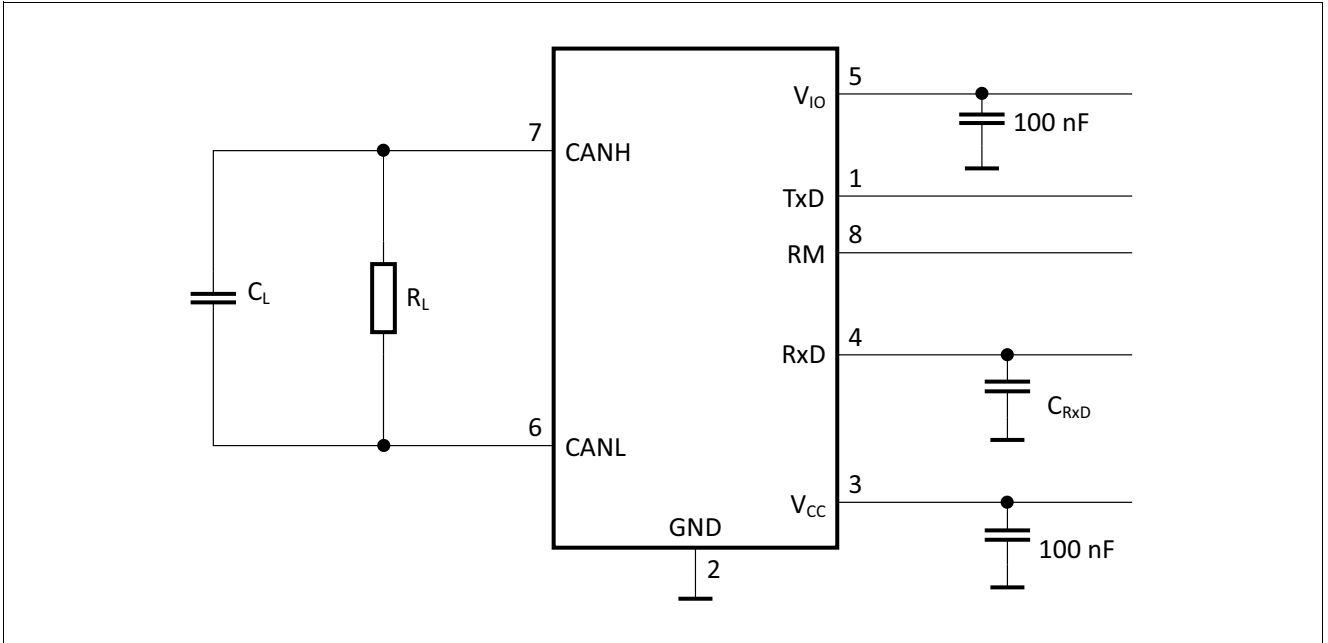 5
V_IO
100 nF
7
CANH
1
TxD
8
RM
C_L
R_L
4
RxD
C_RxD
6
CANL
3
V_CC
GND
100 nF
2